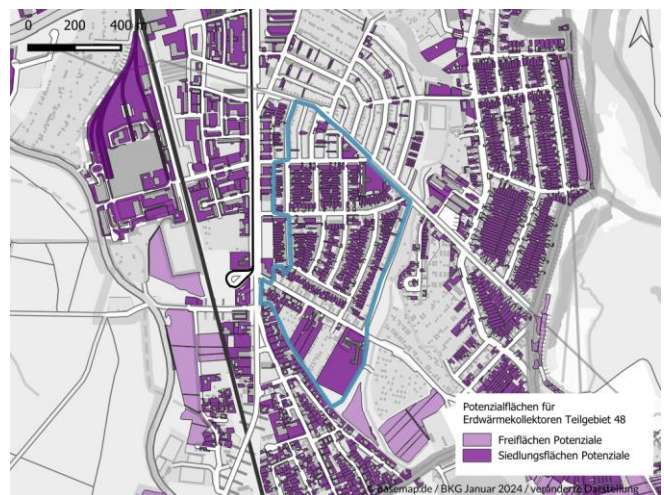 0 200 400 m
Potenzialflächen für
Erdwärmekollektoren Teilgebiet 48
Freiflächen Potenziale
Siedlungsflächen Potenziale
© basemap.de / BKG Januar 2024 / veränderte Darstellung